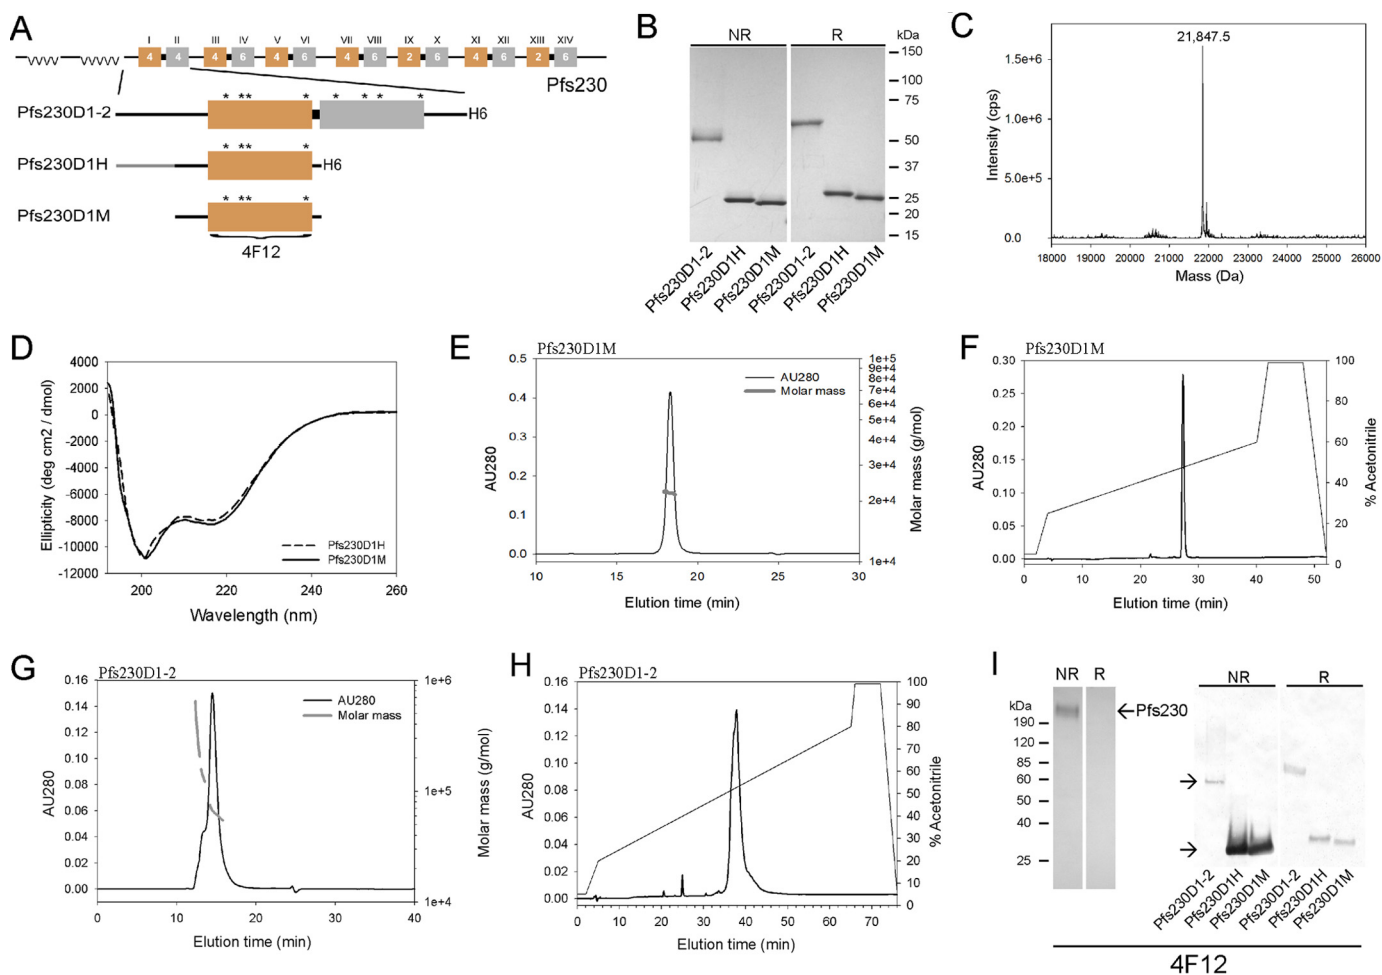 A
I II III IV V VI VII VIII IX X XI XII XIII XIV
4 4 4 6 4 6 4 6 2 6 4 6 2 6
Pfs230
* * * * * * * *
Pfs230D1-2
H6
* * * *
Pfs230D1H
H6
* * * *
Pfs230D1M
4F12
B
NR R
kDa
150
100
75
50
37
25
20
15
Pfs230D1-2 Pfs230D1H Pfs230D1M Pfs230D1-2 Pfs230D1H Pfs230D1M
C
21,847.5
1.5e+6
1.0e+6
5.0e+5
0.0
Intensity (cps)
18000 19000 20000 21000 22000 23000 24000 25000 26000
Mass (Da)
D
4000
2000
0
-2000
-4000
-6000
-8000
-10000
-12000
Ellipticity (deg cm2 / dmol)
Pfs230D1H
Pfs230D1M
200 220 240 260
Wavelength (nm)
E
Pfs230D1M
0.5
0.4
0.3
0.2
0.1
0.0
AU280
AU280
Molar mass
1e+5
9e+4
8e+4
7e+4
6e+4
5e+4
4e+4
3e+4
2e+4
1e+4
Molar mass (g/mol)
10 15 20 25 30
Elution time (min)
F
Pfs230D1M
0.30
0.25
0.20
0.15
0.10
0.05
0.00
AU280
100
80
60
40
20
0
% Acetonitrile
0 10 20 30 40 50
Elution time (min)
G
Pfs230D1-2
0.16
0.14
0.12
0.10
0.08
0.06
0.04
0.02
0.00
AU280
AU280
Molar mass
1e+6
1e+5
1e+4
Molar mass (g/mol)
0 10 20 30 40
Elution time (min)
H
Pfs230D1-2
0.16
0.14
0.12
0.10
0.08
0.06
0.04
0.02
0.00
AU280
100
90
80
70
60
50
40
30
20
10
0
% Acetonitrile
0 10 20 30 40 50 60 70
Elution time (min)
I
NR R
kDa
190
120
85
60
50
40
25
←Pfs230
NR R
→
→
Pfs230D1-2 Pfs230D1H Pfs230D1M Pfs230D1-2 Pfs230D1H Pfs230D1M
4F12